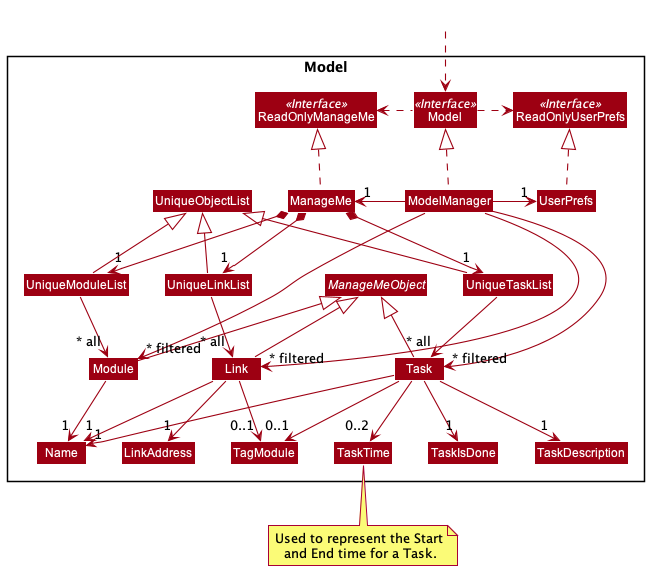 Model
«Interface»
ReadOnlyManageMe
«Interface»
Model
«Interface»
ReadOnlyUserPrefs
UniqueObjectList
ManageMe
1
ModelManager
1
UserPrefs
1
1
1
UniqueModuleList
UniqueLinkList
ManageMeObject
UniqueTaskList
* all
* filtered
* all
* filtered
* all
* filtered
Module
Link
Task
1
1
1
1
0..1
0..1
0..2
1
1
Name
LinkAddress
TagModule
TaskTime
TaskIsDone
TaskDescription
Used to represent the Start
and End time for a Task.